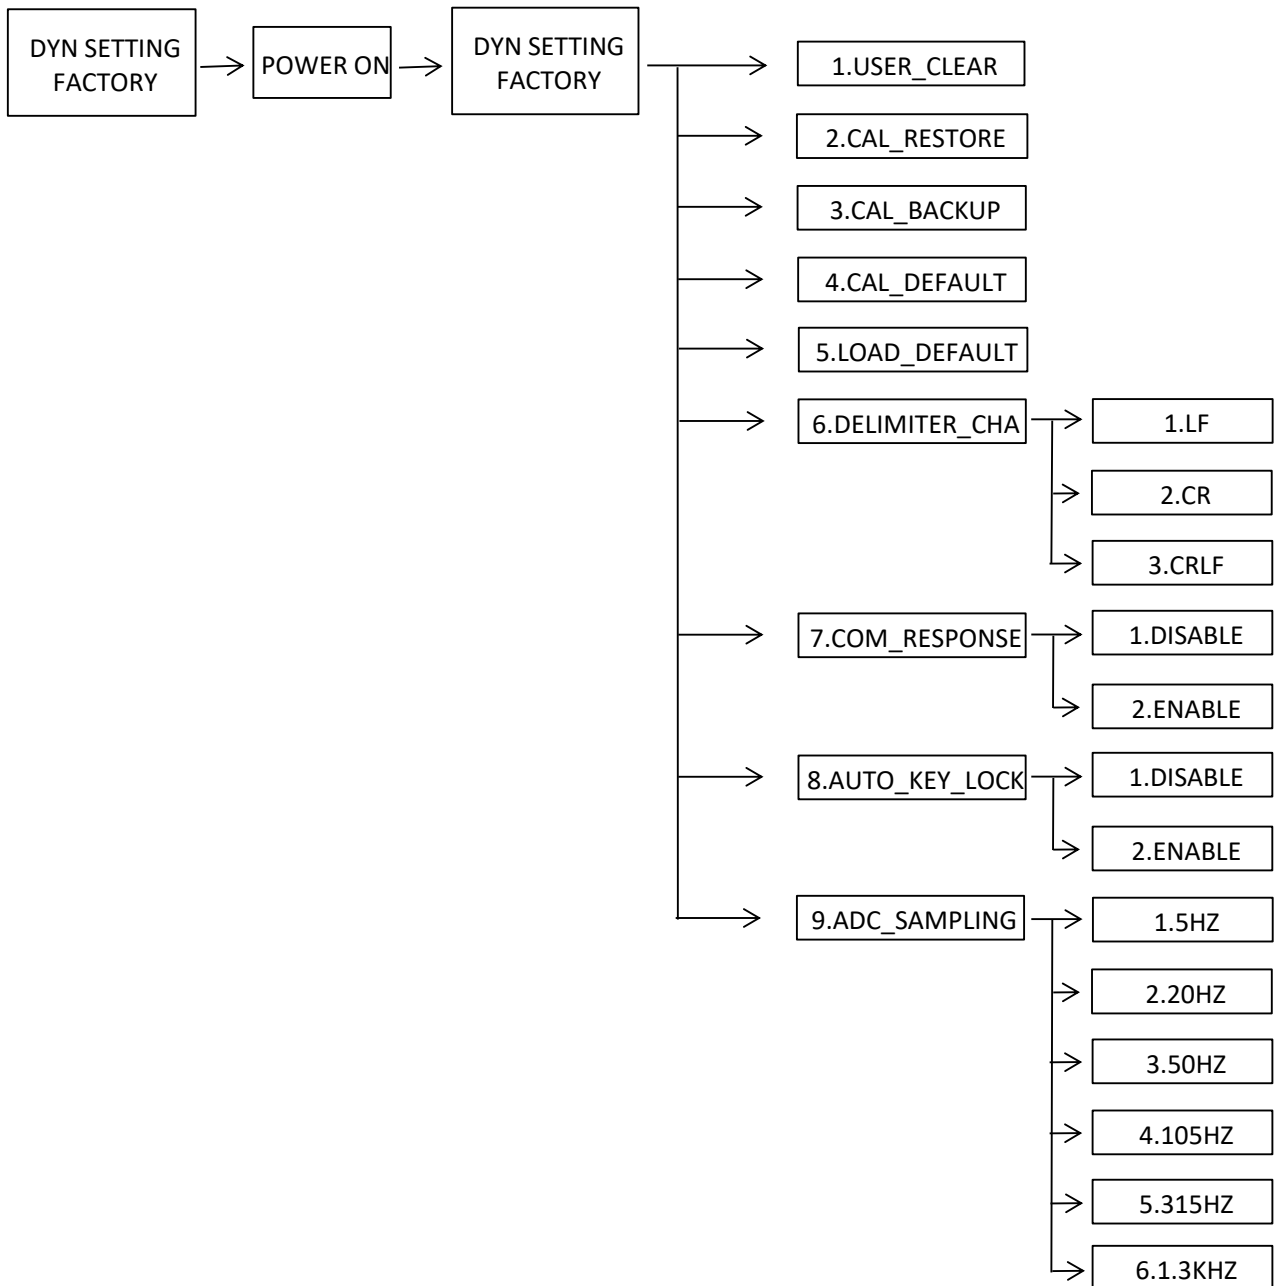 DYN SETTING
FACTORY
POWER ON
DYN SETTING
FACTORY
1.USER_CLEAR
2.CAL_RESTORE
3.CAL_BACKUP
4.CAL_DEFAULT
5.LOAD_DEFAULT
6.DELIMITER_CHA
1.LF
2.CR
3.CRLF
7.COM_RESPONSE
1.DISABLE
2.ENABLE
8.AUTO_KEY_LOCK
1.DISABLE
2.ENABLE
9.ADC_SAMPLING
1.5HZ
2.20HZ
3.50HZ
4.105HZ
5.315HZ
6.1.3KHZ